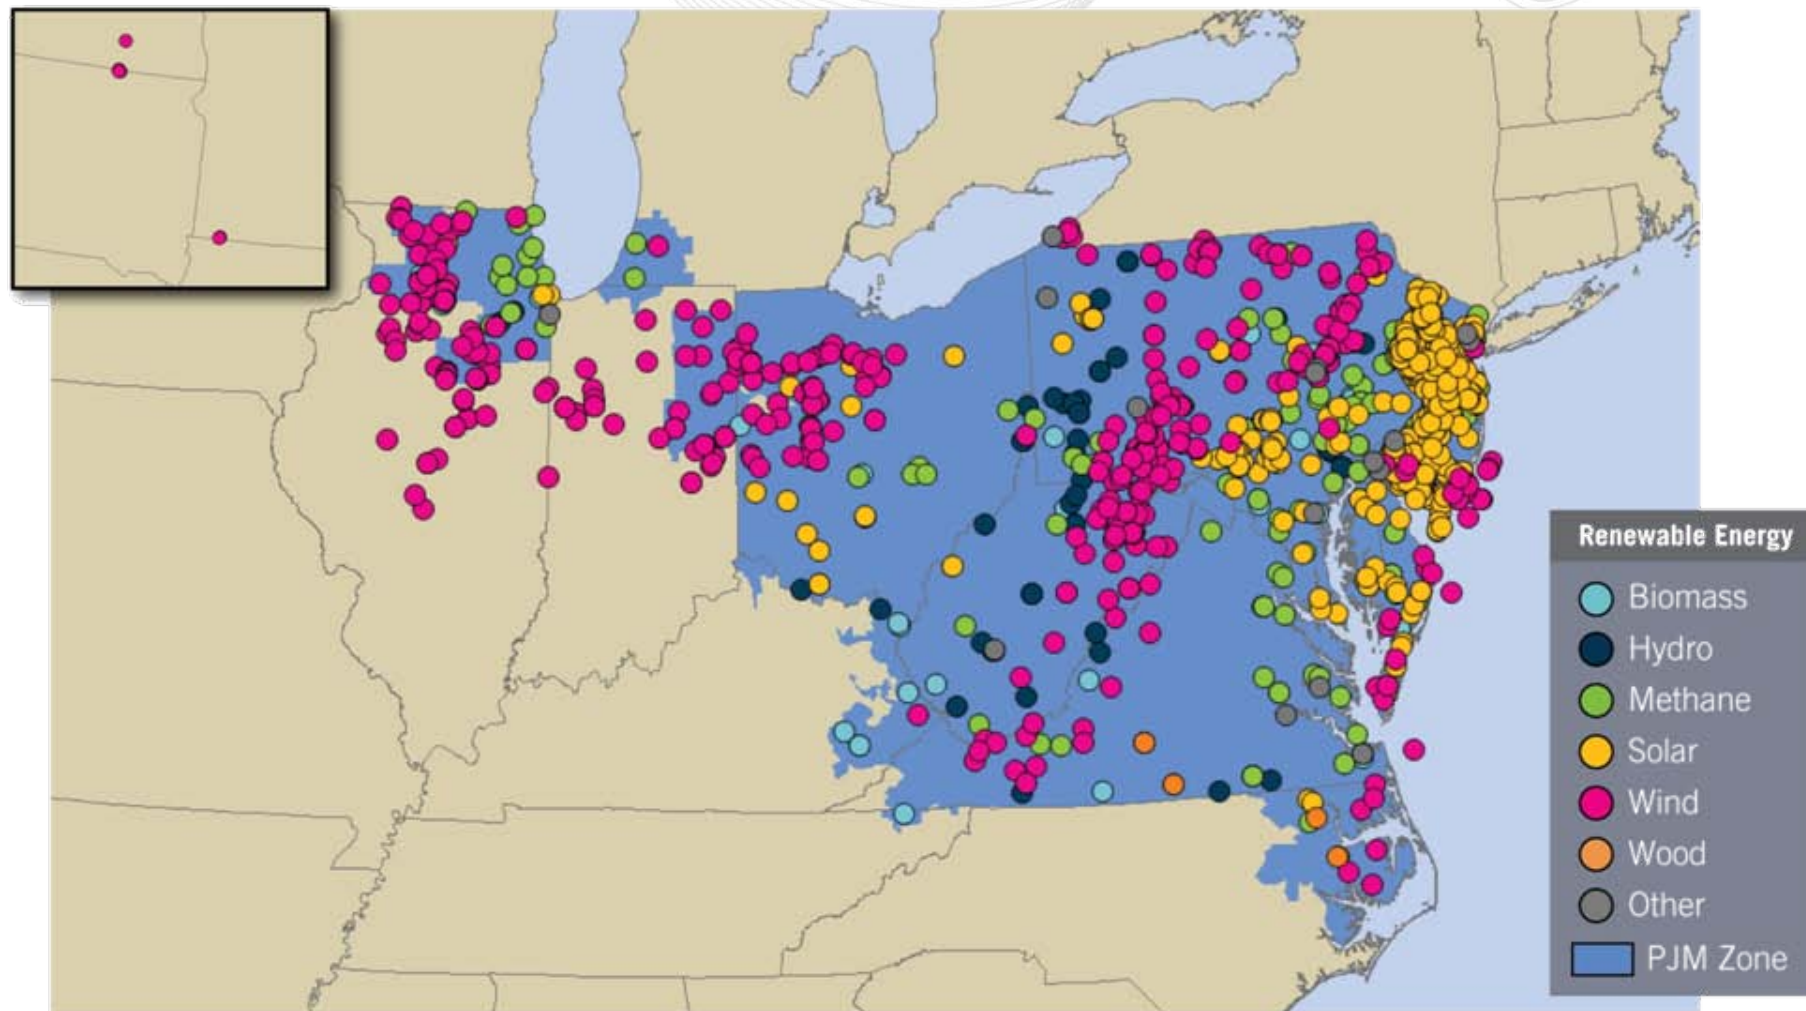 Renewable Energy
Biomass
Hydro
Methane
Solar
Wind
Wood
Other
PJM Zone